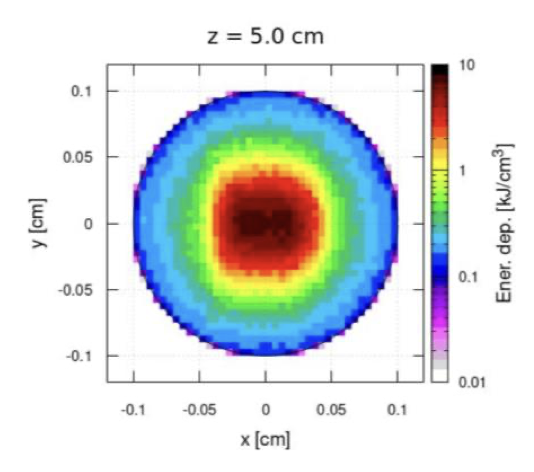 z = 5.0 cm
10
1
0.1
0.01
Ener. dep. [kJ/cm³]
0.1
0.05
0
-0.05
-0.1
y [cm]
-0.1 -0.05 0 0.05 0.1
x [cm]